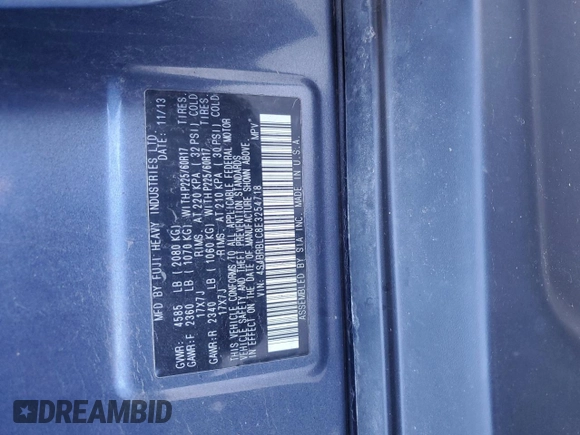 MFD BY FUJI HEAVY INDUSTRIES LTD.
DATE: 11/13
GVWR: 4585 LB ( 2080 KG)
GAWR:F 2360 LB ( 1070 KG) WITH P225/60R17 TIRES,
17X7J RIMS AT 220 KPA ( 32 PSI) COLD
GAWR:R 2340 LB ( 1060 KG) WITH P225/60R17 TIRES,
17X7J RIMS AT 210 KPA ( 30 PSI) COLD
THIS VEHICLE CONFORMS TO ALL APPLICABLE FEDERAL MOTOR
VEHICLE SAFETY AND THEFT PREVENTION STANDARDS
IN EFFECT ON THE DATE OF MANUFACTURE SHOWN ABOVE.
VIN: 4S4BRBLC8E3254718 MPV
ASSEMBLED BY SIA INC. MADE IN U.S.A.
DREAMBID